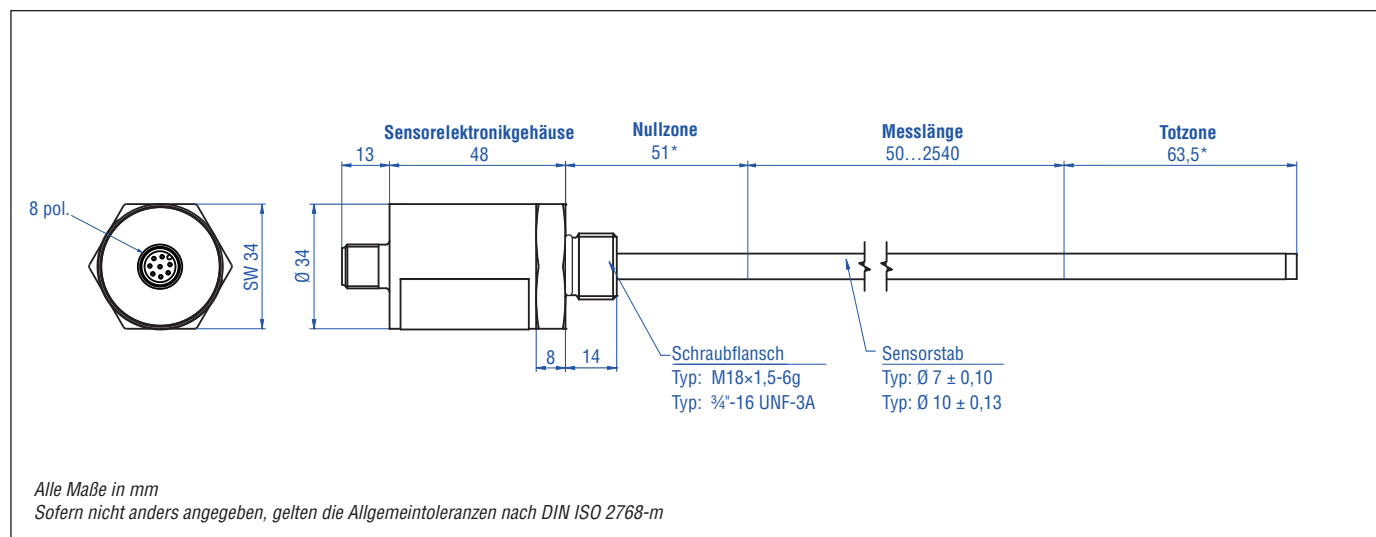 Sensorelektronikgehäuse
Nullzone
Messlänge
Totzone
13
48
51*
50…2540
63,5*
8 pol.
SW 34
Ø 34
8
14
Schraubflansch
Typ: M18×1,5-6g
Typ: ¾"-16 UNF-3A
Sensorstab
Typ: Ø 7 ± 0,10
Typ: Ø 10 ± 0,13
Alle Maße in mm
Sofern nicht anders angegeben, gelten die Allgemeintoleranzen nach DIN ISO 2768-m